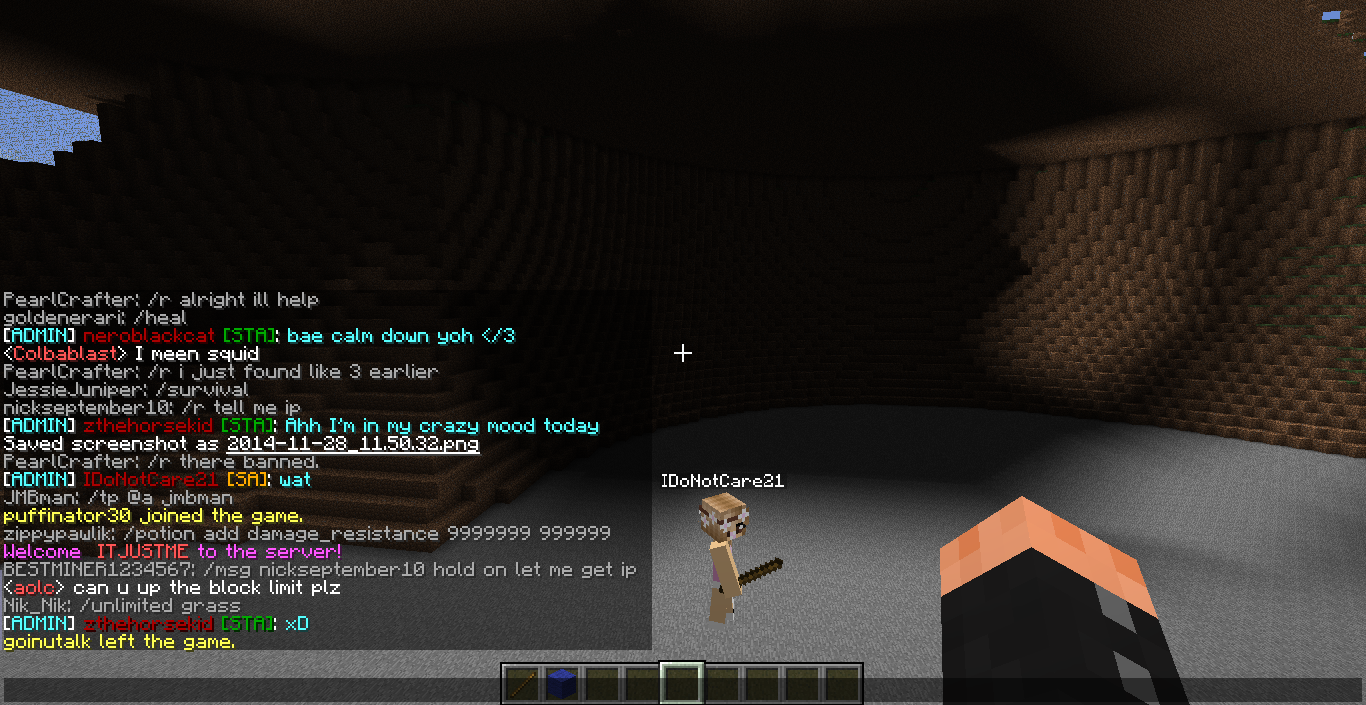 PearlCrafter: /r alright ill help
goldenerari: /heal
[ADMIN] neroblackcat [STA]: bae calm down yoh </3
<Colbablast> I meen squid
PearlCrafter: /r i just found like 3 earlier
JessieJuniper: /survival
nickseptember10: /r tell me ip
[ADMIN] zthehorsekid [STA]: Ahh I'm in my crazy mood today
Saved screenshot as 2014-11-28_11.50.32.png
PearlCrafter: /r there banned.
[ADMIN] IDoNotCare21 [SA]: wat
IDoNotCare21
JMBman: /tp @a jmbman
puffinator30 joined the game.
zippypawlik: /potion add damage_resistance 9999999 999999
Welcome ITJUSTME to the server!
BESTMINER1234567: /msg nickseptember10 hold on let me get ip
<aolc> can u up the block limit plz
Nik_Nik: /unlimited grass
[ADMIN] zthehorsekid [STA]: xD
goinutalk left the game.